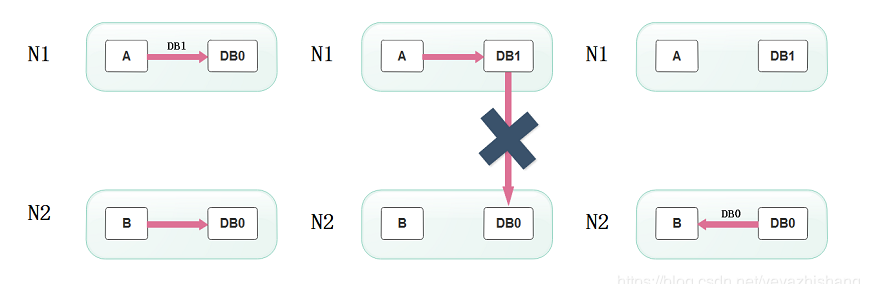 N1 A DB1 DB0 N1 A DB1 N1 A DB1
N2 B DB0 N2 B DB0 N2 B DB0 DB0